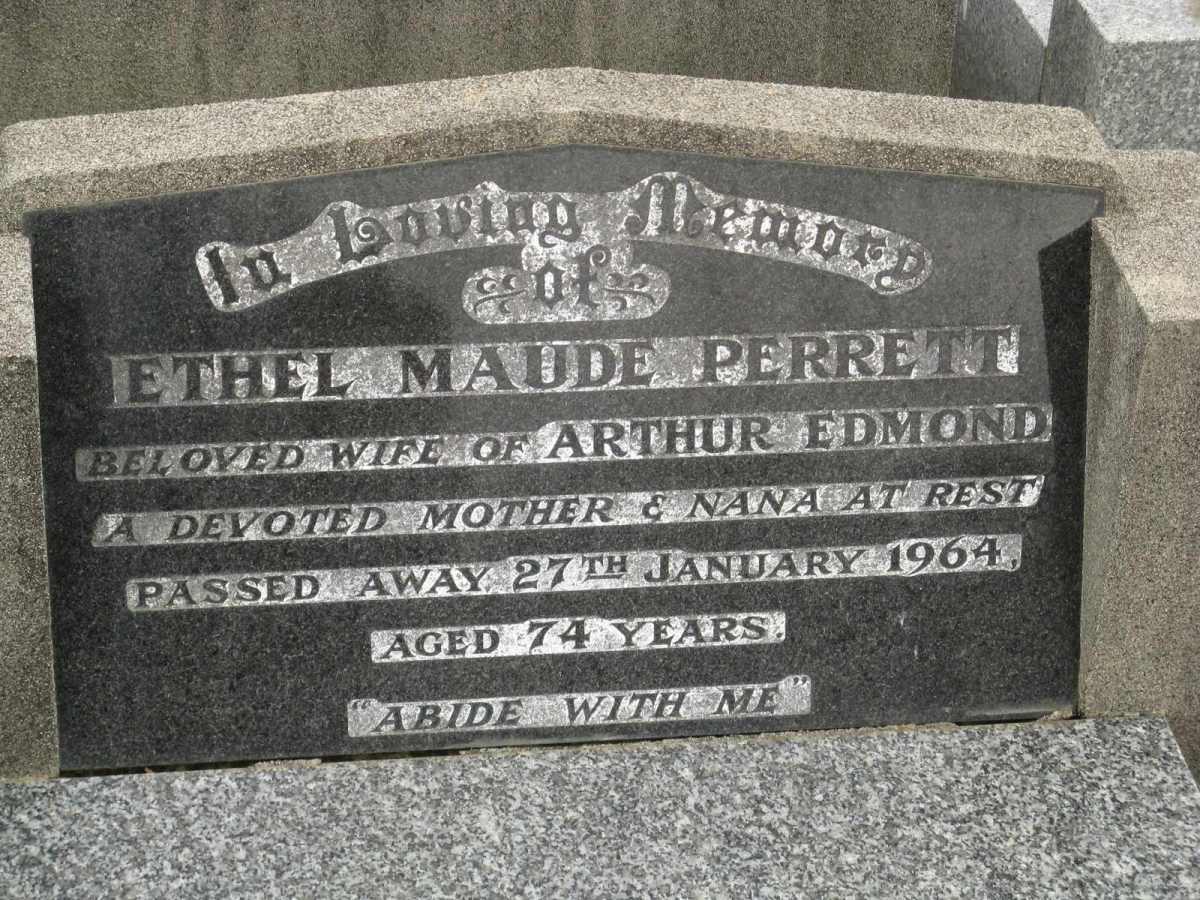 In Loving Memory
of
ETHEL MAUDE PERRETT
BELOVED WIFE OF ARTHUR EDMOND
A DEVOTED MOTHER & NANA AT REST
PASSED AWAY 27TH JANUARY 1964,
AGED 74 YEARS.
"ABIDE WITH ME"